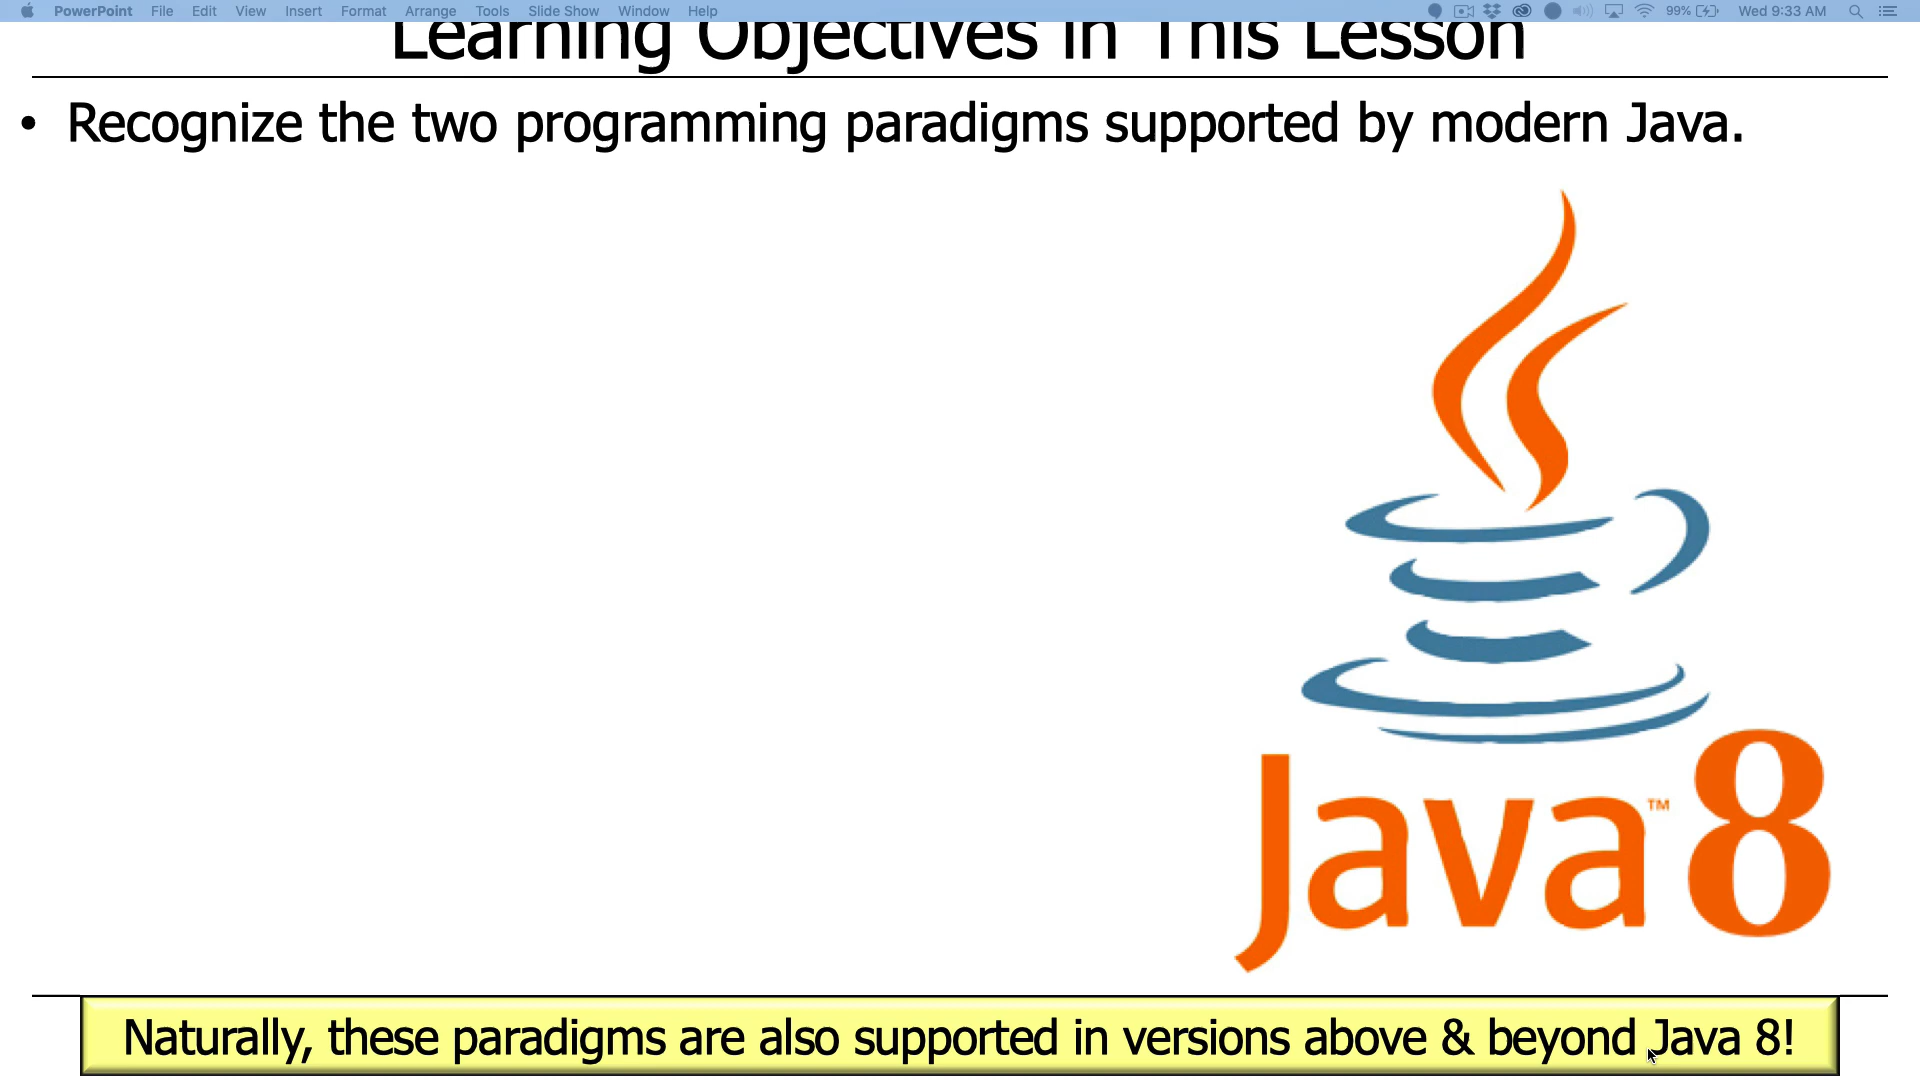 PowerPoint File Edit View Insert Format Arrange Tools Slide Show Window Help 99% Wed 9:33 AM
Learning Objectives in This Lesson
• Recognize the two programming paradigms supported by modern Java.
Java™ 8
Naturally, these paradigms are also supported in versions above & beyond Java 8!